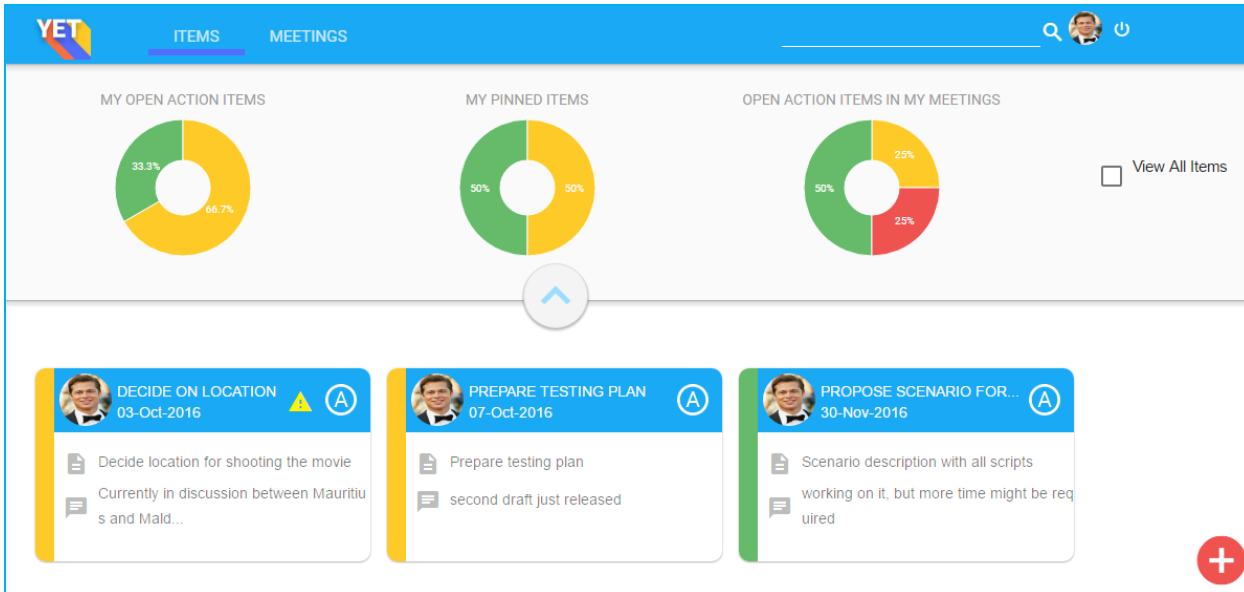 YET
ITEMS
MEETINGS
MY OPEN ACTION ITEMS
MY PINNED ITEMS
OPEN ACTION ITEMS IN MY MEETINGS
33.3%
66.7%
50%
50%
50%
25%
25%
View All Items
DECIDE ON LOCATION
03-Oct-2016
A
Decide location for shooting the movie
Currently in discussion between Mauritiu
s and Mald...
PREPARE TESTING PLAN
07-Oct-2016
A
Prepare testing plan
second draft just released
PROPOSE SCENARIO FOR...
30-Nov-2016
A
Scenario description with all scripts
working on it, but more time might be req
uired